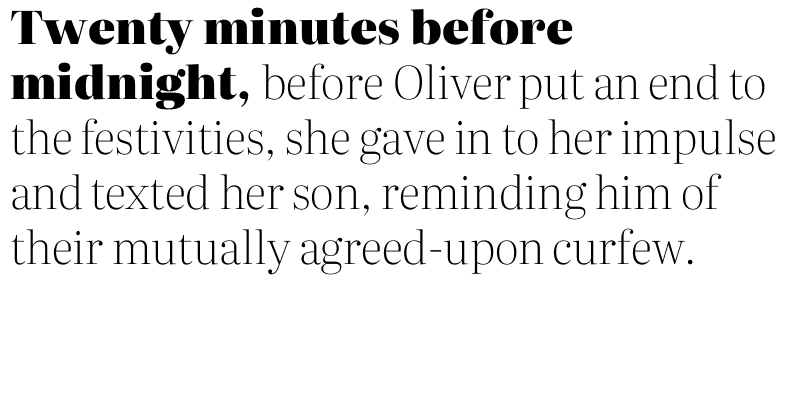 Twenty minutes before
midnight, before Oliver put an end to
the festivities, she gave in to her impulse
and texted her son, reminding him of
their mutually agreed-upon curfew.